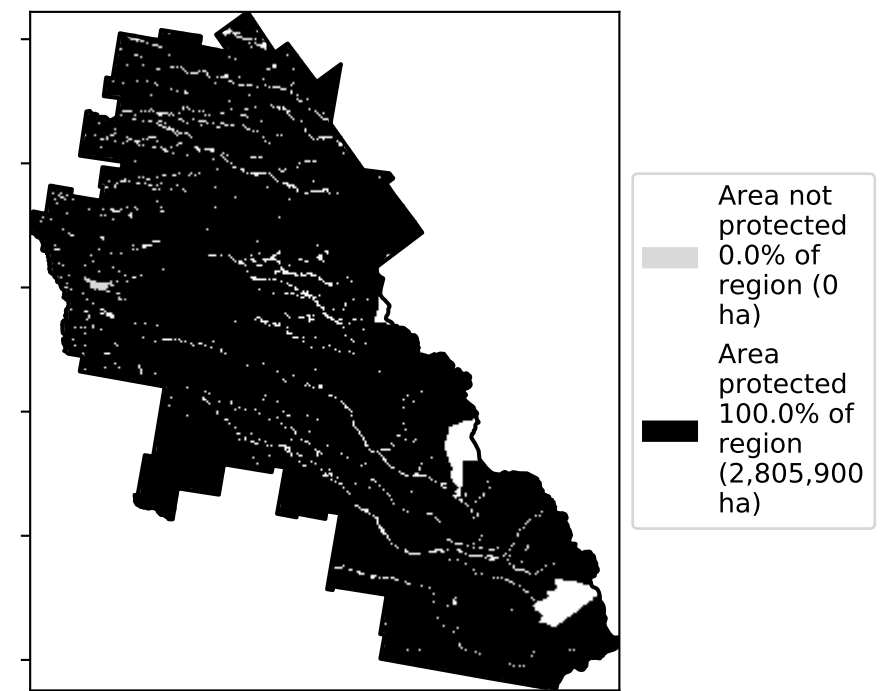 Area not
protected
0.0% of
region (0
ha)
Area
protected
100.0% of
region
(2,805,900
ha)